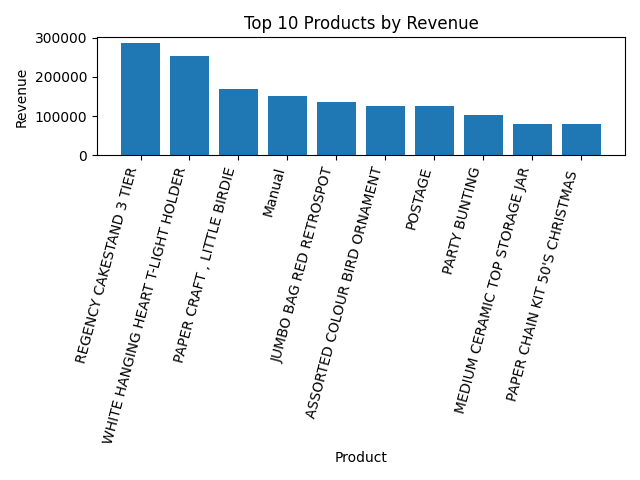 Top 10 Products by Revenue
Revenue
300000
200000
100000
0
REGENCY CAKESTAND 3 TIER
WHITE HANGING HEART T-LIGHT HOLDER
PAPER CRAFT , LITTLE BIRDIE
Manual
JUMBO BAG RED RETROSPOT
ASSORTED COLOUR BIRD ORNAMENT
POSTAGE
PARTY BUNTING
MEDIUM CERAMIC TOP STORAGE JAR
PAPER CHAIN KIT 50'S CHRISTMAS
Product